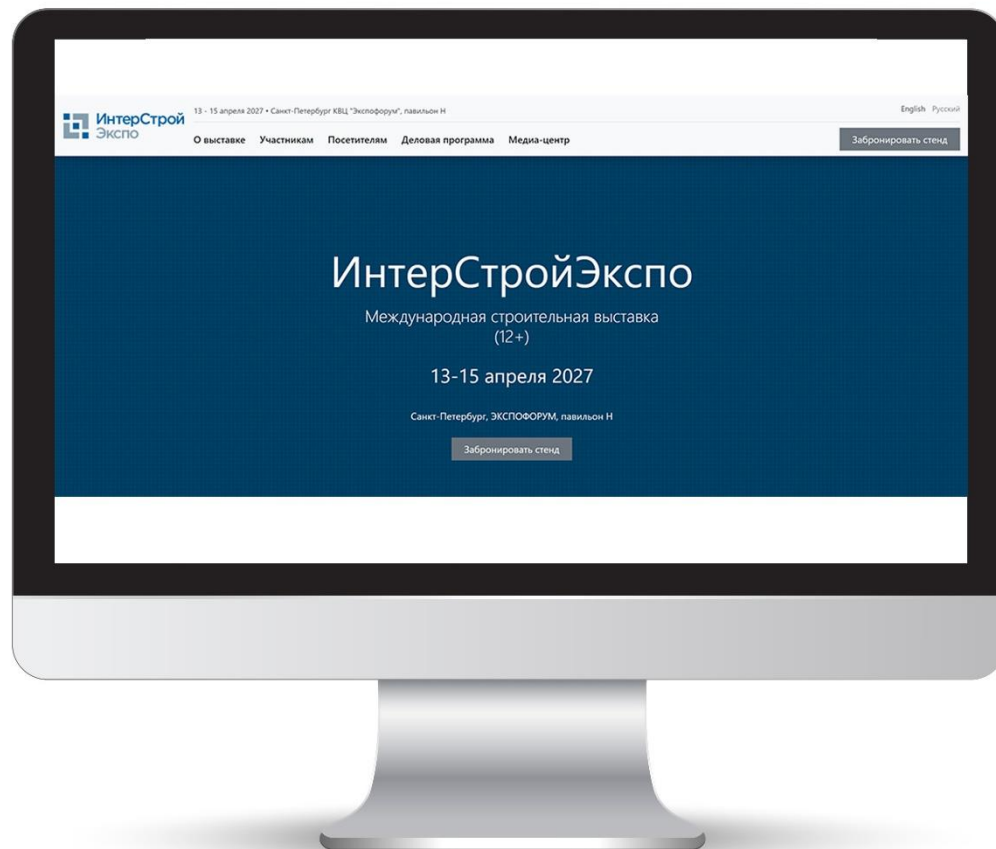 ИнтерСтрой
Экспо
13 - 15 апреля 2027 • Санкт-Петербург КВЦ "Экспофорум", павильон H
English Русский
О выставке Участникам Посетителям Деловая программа Медиа-центр
Забронировать стенд
ИнтерСтройЭкспо
Международная строительная выставка
(12+)
13-15 апреля 2027
Санкт-Петербург, ЭКСПОФОРУМ, павильон H
Забронировать стенд